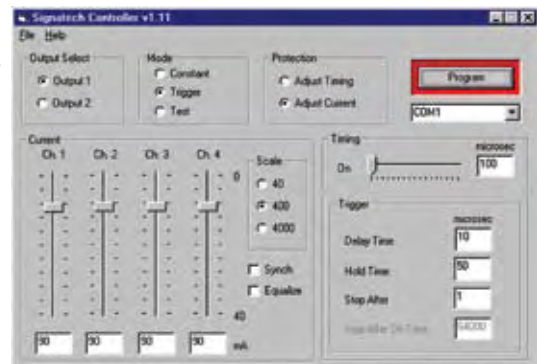 Signatech Controller v1.11
File Help
Output Select
Output 1
Output 2
Mode
Constant
Trigger
Test
Protection
Adjust Timing
Adjust Current
Program
COM1
Current
Ch. 1 Ch. 2 Ch. 3 Ch. 4
0
40
Scale
40
400
4000
Synch
Equalize
90 90 90 90 mA
Timing
microsec
On 100
Trigger
microsec
Delay Time 10
Hold Time 50
Stop After 1